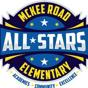 MCKEE ROAD
ALL★STARS
ELEMENTARY
ACADEMICS • COMMUNITY • EXCELLENCE